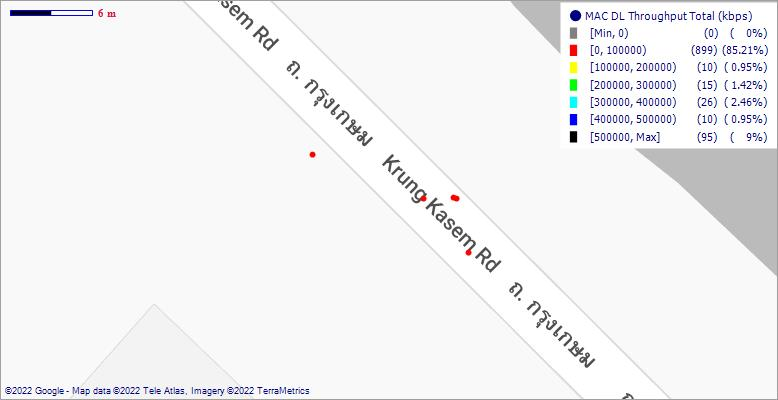 6 m
MAC DL Throughput Total (kbps)
[Min, 0) (0) ( 0%)
[0, 100000) (899) (85.21%)
[100000, 200000) (10) ( 0.95%)
[200000, 300000) (15) ( 1.42%)
[300000, 400000) (26) ( 2.46%)
[400000, 500000) (10) ( 0.95%)
[500000, Max] (95) ( 9%)
sem Rd
ถ. กรุงเกษม
Krung Kasem Rd
ถ. กรุงเกษม
©2022 Google - Map data ©2022 Tele Atlas, Imagery ©2022 TerraMetrics